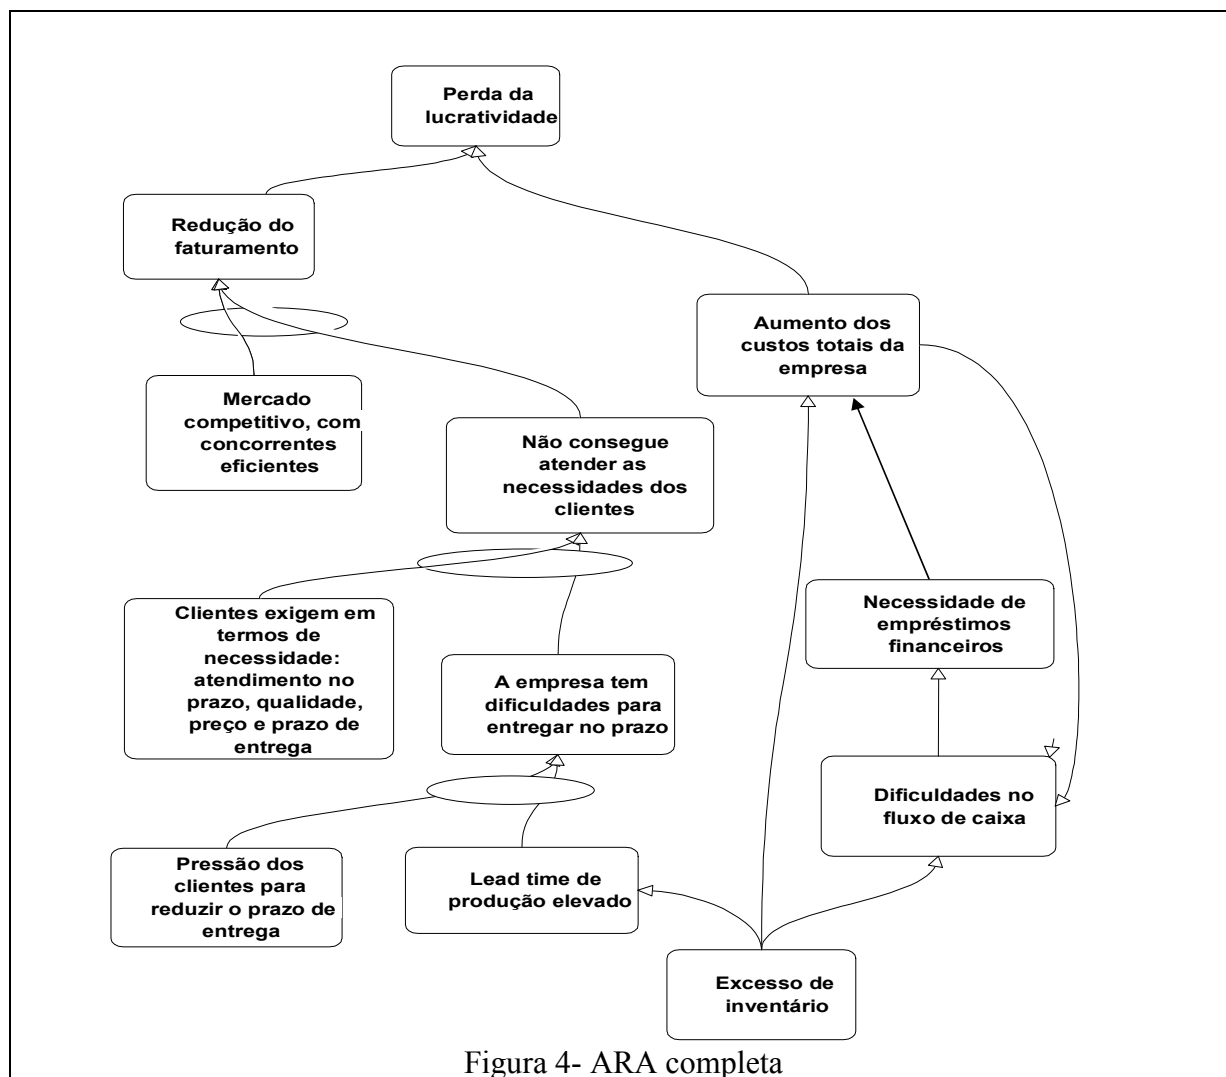 Perda da
lucratividade
Redução do
faturamento
Aumento dos
custos totais da
empresa
Mercado
competitivo, com
concorrentes
eficientes
Não consegue
atender as
necessidades dos
clientes
Necessidade de
empréstimos
financeiros
Clientes exigem em
termos de
necessidade:
atendimento no
prazo, qualidade,
preço e prazo de
entrega
A empresa tem
dificuldades para
entregar no prazo
Dificuldades no
fluxo de caixa
Pressão dos
clientes para
reduzir o prazo de
entrega
Lead time de
produção elevado
Excesso de
inventário
Figura 4- ARA completa